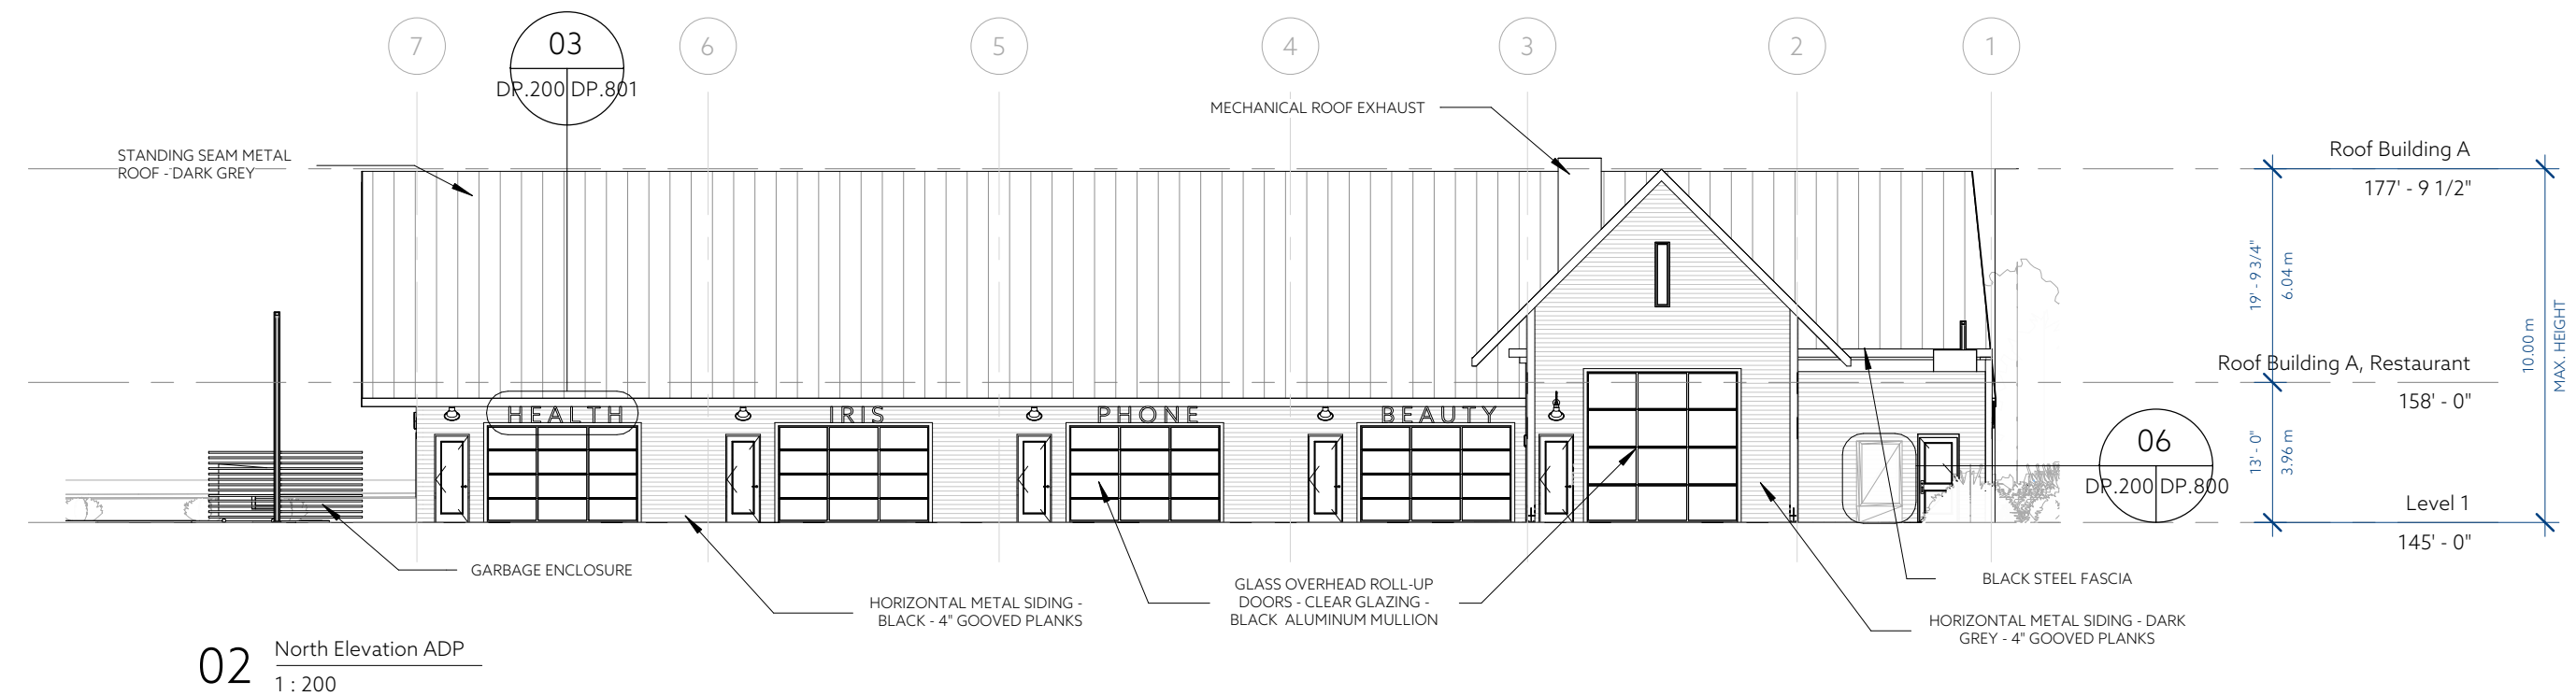 7
03
DP.200 DP.801
6
5
4
3
2
1
MECHANICAL ROOF EXHAUST
STANDING SEAM METAL
ROOF - DARK GREY
Roof Building A
177' - 9 1/2"
19' - 9 3/4"
6.04 m
10.00 m
MAX. HEIGHT
Roof Building A, Restaurant
158' - 0"
HEALTH
IRIS
PHONE
BEAUTY
06
DP.200 DP.800
13' - 0"
3.96 m
Level 1
145' - 0"
GARBAGE ENCLOSURE
HORIZONTAL METAL SIDING -
BLACK - 4" GOOVED PLANKS
GLASS OVERHEAD ROLL-UP
DOORS - CLEAR GLAZING -
BLACK ALUMINUM MULLION
BLACK STEEL FASCIA
HORIZONTAL METAL SIDING - DARK
GREY - 4" GOOVED PLANKS
02
North Elevation ADP
1 : 200